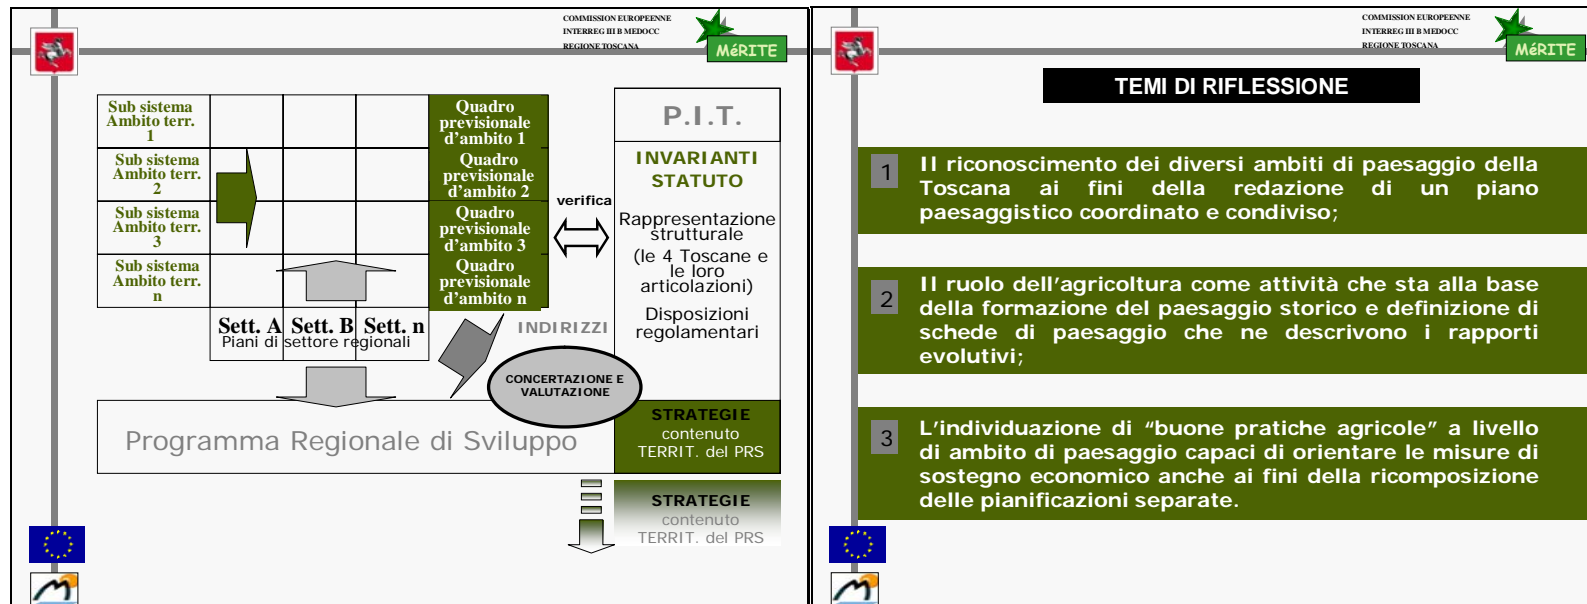 COMMISSION EUROPEENNE
INTERREG III B MEDOCC
REGIONE TOSCANA
MéRITE
Sub sistema
Ambito terr.
1
Sub sistema
Ambito terr.
2
Sub sistema
Ambito terr.
3
Sub sistema
Ambito terr.
n
Quadro
previsionale
d'ambito 1
Quadro
previsionale
d'ambito 2
Quadro
previsionale
d'ambito 3
Quadro
previsionale
d'ambito n
Sett. A Sett. B Sett. n
Piani di settore regionali
verifica
INDIRIZZI
P.I.T.
INVARIANTI
STATUTO
Rappresentazione
strutturale
(le 4 Toscane e
le loro
articolazioni)
Disposizioni
regolamentari
CONCERTAZIONE E
VALUTAZIONE
Programma Regionale di Sviluppo
STRATEGIE
contenuto
TERRIT. del PRS
STRATEGIE
contenuto
TERRIT. del PRS
COMMISSION EUROPEENNE
INTERREG III B MEDOCC
REGIONE TOSCANA
MéRITE
TEMI DI RIFLESSIONE
1 Il riconoscimento dei diversi ambiti di paesaggio della
Toscana ai fini della redazione di un piano
paesaggistico coordinato e condiviso;
2 Il ruolo dell'agricoltura come attività che sta alla base
della formazione del paesaggio storico e definizione di
schede di paesaggio che ne descrivono i rapporti
evolutivi;
3 L'individuazione di “buone pratiche agricole” a livello
di ambito di paesaggio capaci di orientare le misure di
sostegno economico anche ai fini della ricomposizione
delle pianificazioni separate.